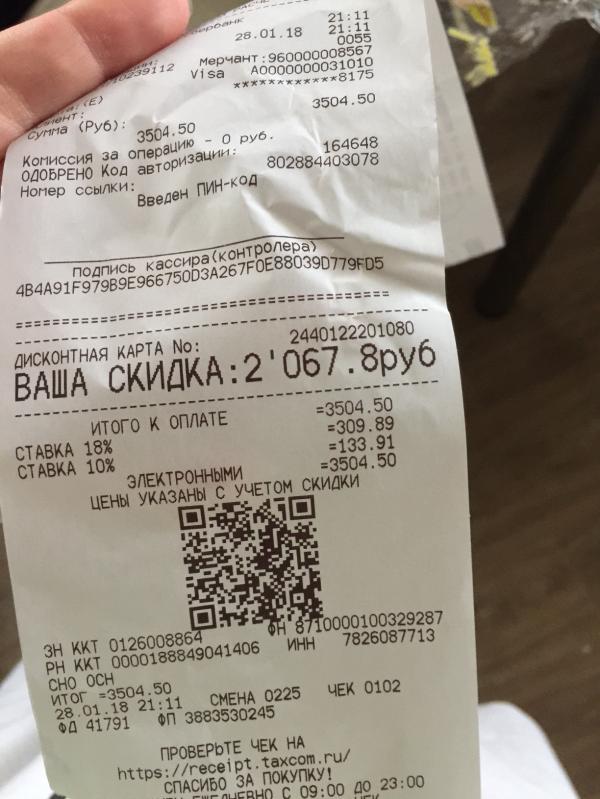 21:11
28.01.18 21:11
0055
Мерчант:960000008567
10239112 Visa A0000000031010
(Е) ************8175
Сумма (Руб): 3504.50
3504.50
Комиссия за операцию - 0 руб.
ОДОБРЕНО Код авторизации: 164648
Номер ссылки: 802884403078
Введен ПИН-код
подпись кассира(контролера)
4B4A91F979B9E966750D3A267F0E88039D779FD5
ДИСКОНТНАЯ КАРТА No: 2440122201080
ВАША СКИДКА:2'067.8руб
ИТОГО К ОПЛАТЕ =3504.50
СТАВКА 18% =309.89
СТАВКА 10% =133.91
ЭЛЕКТРОННЫМИ =3504.50
ЦЕНЫ УКАЗАНЫ С УЧЕТОМ СКИДКИ
ЗН ККТ 0126008864 ФН 8710000100329287
РН ККТ 0000188849041406 ИНН 7826087713
СНО ОСН
ИТОГ =3504.50
28.01.18 21:11 СМЕНА 0225 ЧЕК 0102
ФД 41791 ФП 3883530245
ПРОВЕРЬТЕ ЧЕК НА
https://receipt.taxcom.ru/
СПАСИБО ЗА ПОКУПКУ!
ЕЖЕДНЕВНО С 09:00 ДО 23:00